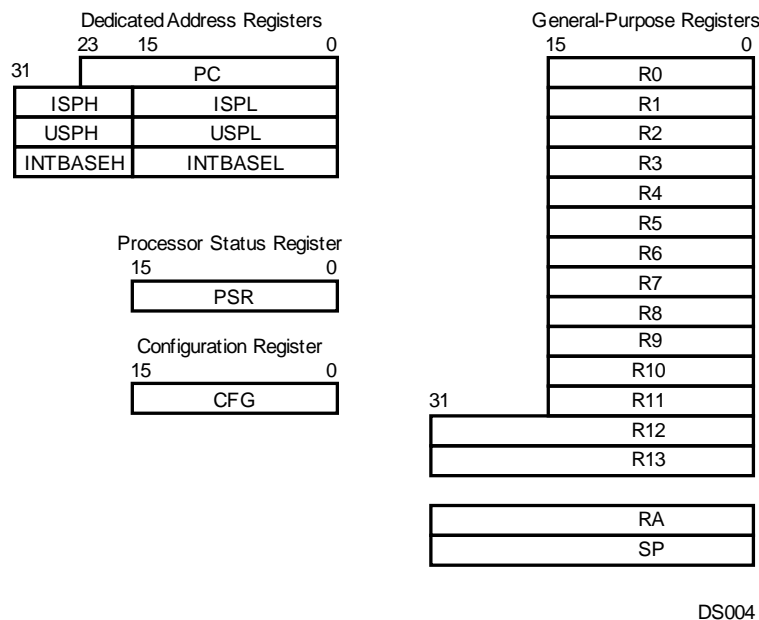 Dedicated Address Registers
23 15 0
31
PC
ISPH ISPL
USPH USPL
INTBASEH INTBASEL
Processor Status Register
15 0
PSR
Configuration Register
15 0
CFG
General-Purpose Registers
15 0
R0
R1
R2
R3
R4
R5
R6
R7
R8
R9
R10
31 R11
R12
R13
RA
SP
DS004